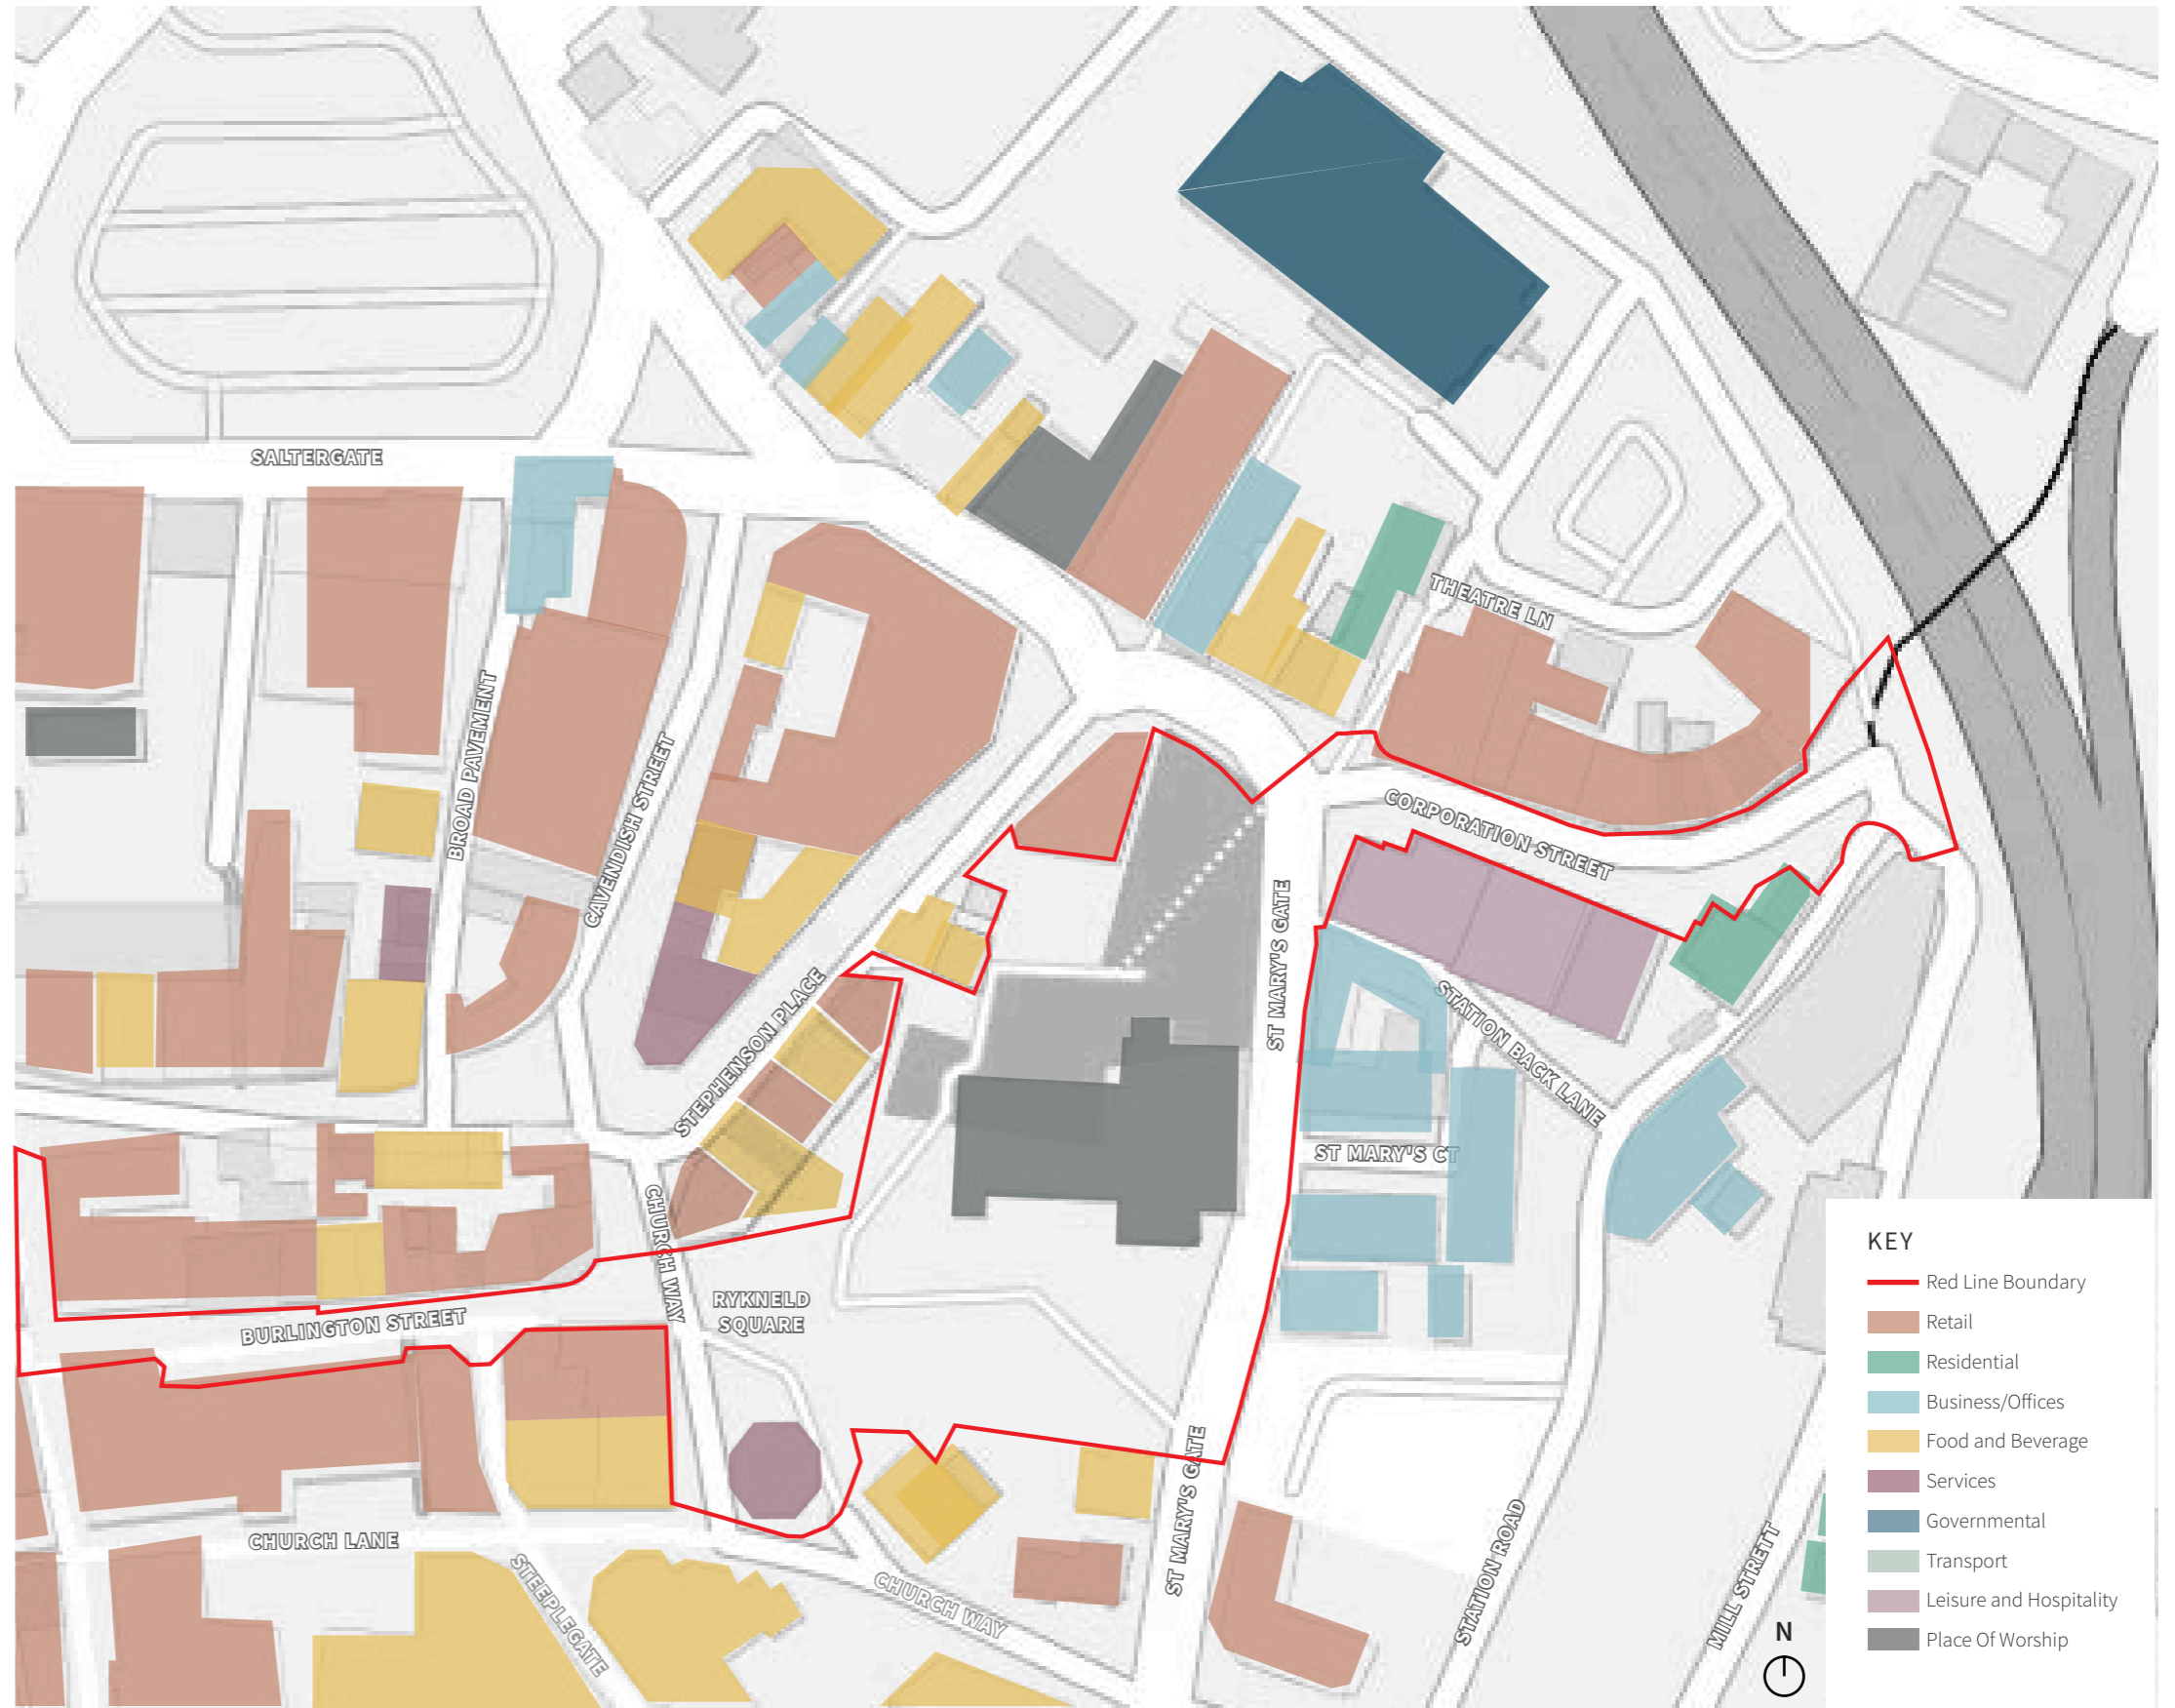 SALTERGATE
THEATRE LN
BROAD PAVEMENT
CAVENDISH STREET
CORPORATION STREET
ST MARY'S GATE
STATION BACK LANE
STEPHENSON PLACE
ST MARY'S CT
CHURCH WAY
RYKNELD
SQUARE
BURLINGTON STREET
CHURCH LANE
STEEPLEGATE
CHURCH WAY
ST MARY'S GATE
STATION ROAD
MILL STREET
N
KEY
Red Line Boundary
Retail
Residential
Business/Offices
Food and Beverage
Services
Governmental
Transport
Leisure and Hospitality
Place Of Worship